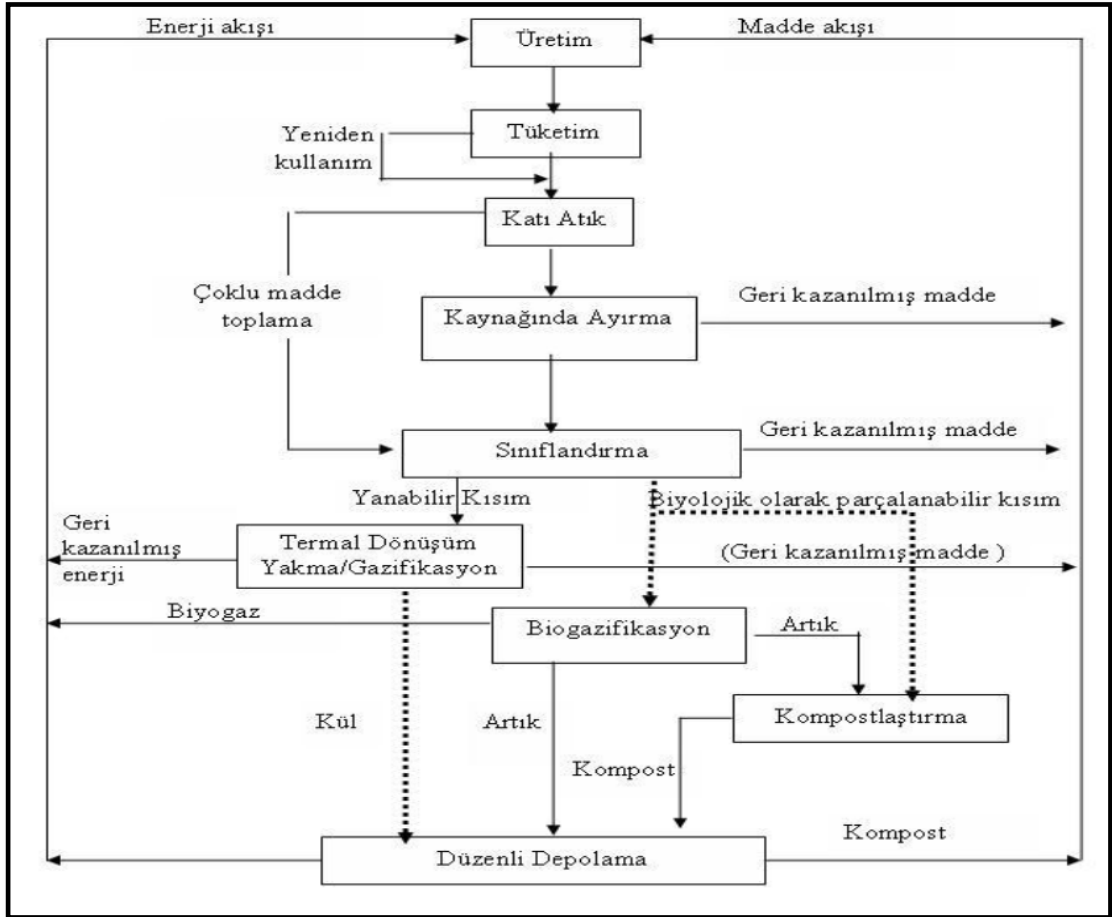 Enerji akışı
Üretim
Madde akışı
Tüketim
Yeniden
kullanım
Katı Atık
Çoklu madde
toplama
Kaynağında Ayırma
Geri kazanılmış madde
Sınıflandırma
Geri kazanılmış madde
Yanabilir Kısım
Biyolojik olarak parçalanabilir kısım
Geri
kazanılmış
enerji
Termal Dönüşüm
Yakma/Gazifikasyon
(Geri kazanılmış madde )
Biyogaz
Biogazifikasyon
Artık
Kompostlaştırma
Kül
Artık
Kompost
Düzenli Depolama
Kompost